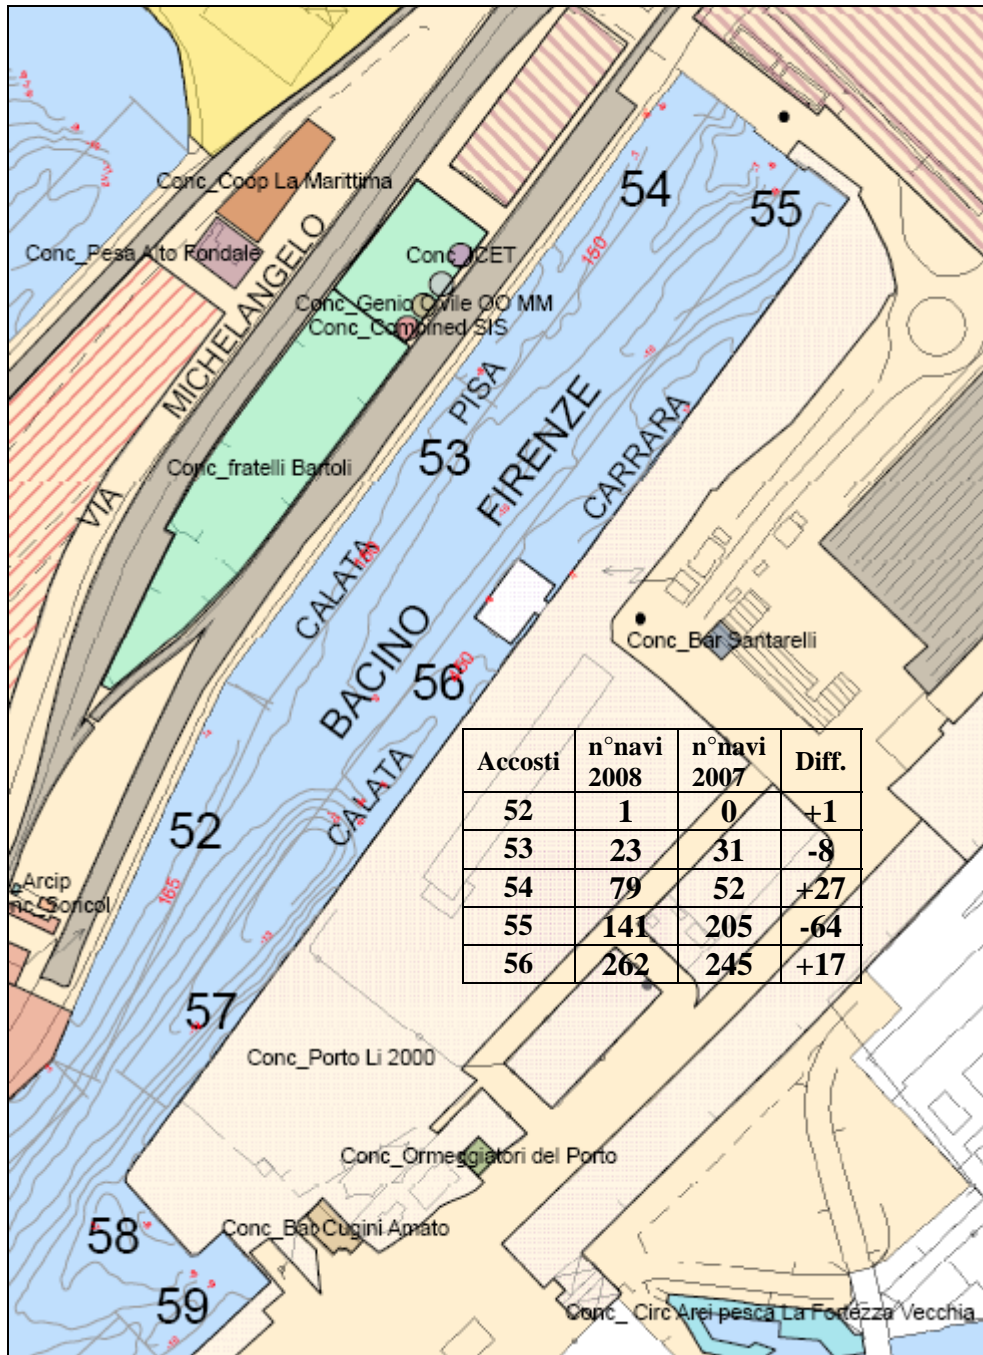 54
55
Conc_Coop La Marittima
Conc_Pesa Alto Fondale
Conc_ICET
150
Conc_Genio Civile OO MM
Conc_Combined SIS
VIA MICHELANGELO
CALATA PISA
53
BACINO FIRENZE
CALATA CARRARA
Conc_fratelli Bartoli
Conc_Bar Santarelli
56
52
165
Arcip
57
Conc_Porto Li 2000
Conc_Ormeggiatori del Porto
Conc_Bar Cugini Amato
58
59
Conc_ Circ Arei pesca La Fortezza Vecchia
Accosti n°navi 2008 n°navi 2007 Diff.
52 1 0 +1
53 23 31 -8
54 79 52 +27
55 141 205 -64
56 262 245 +17